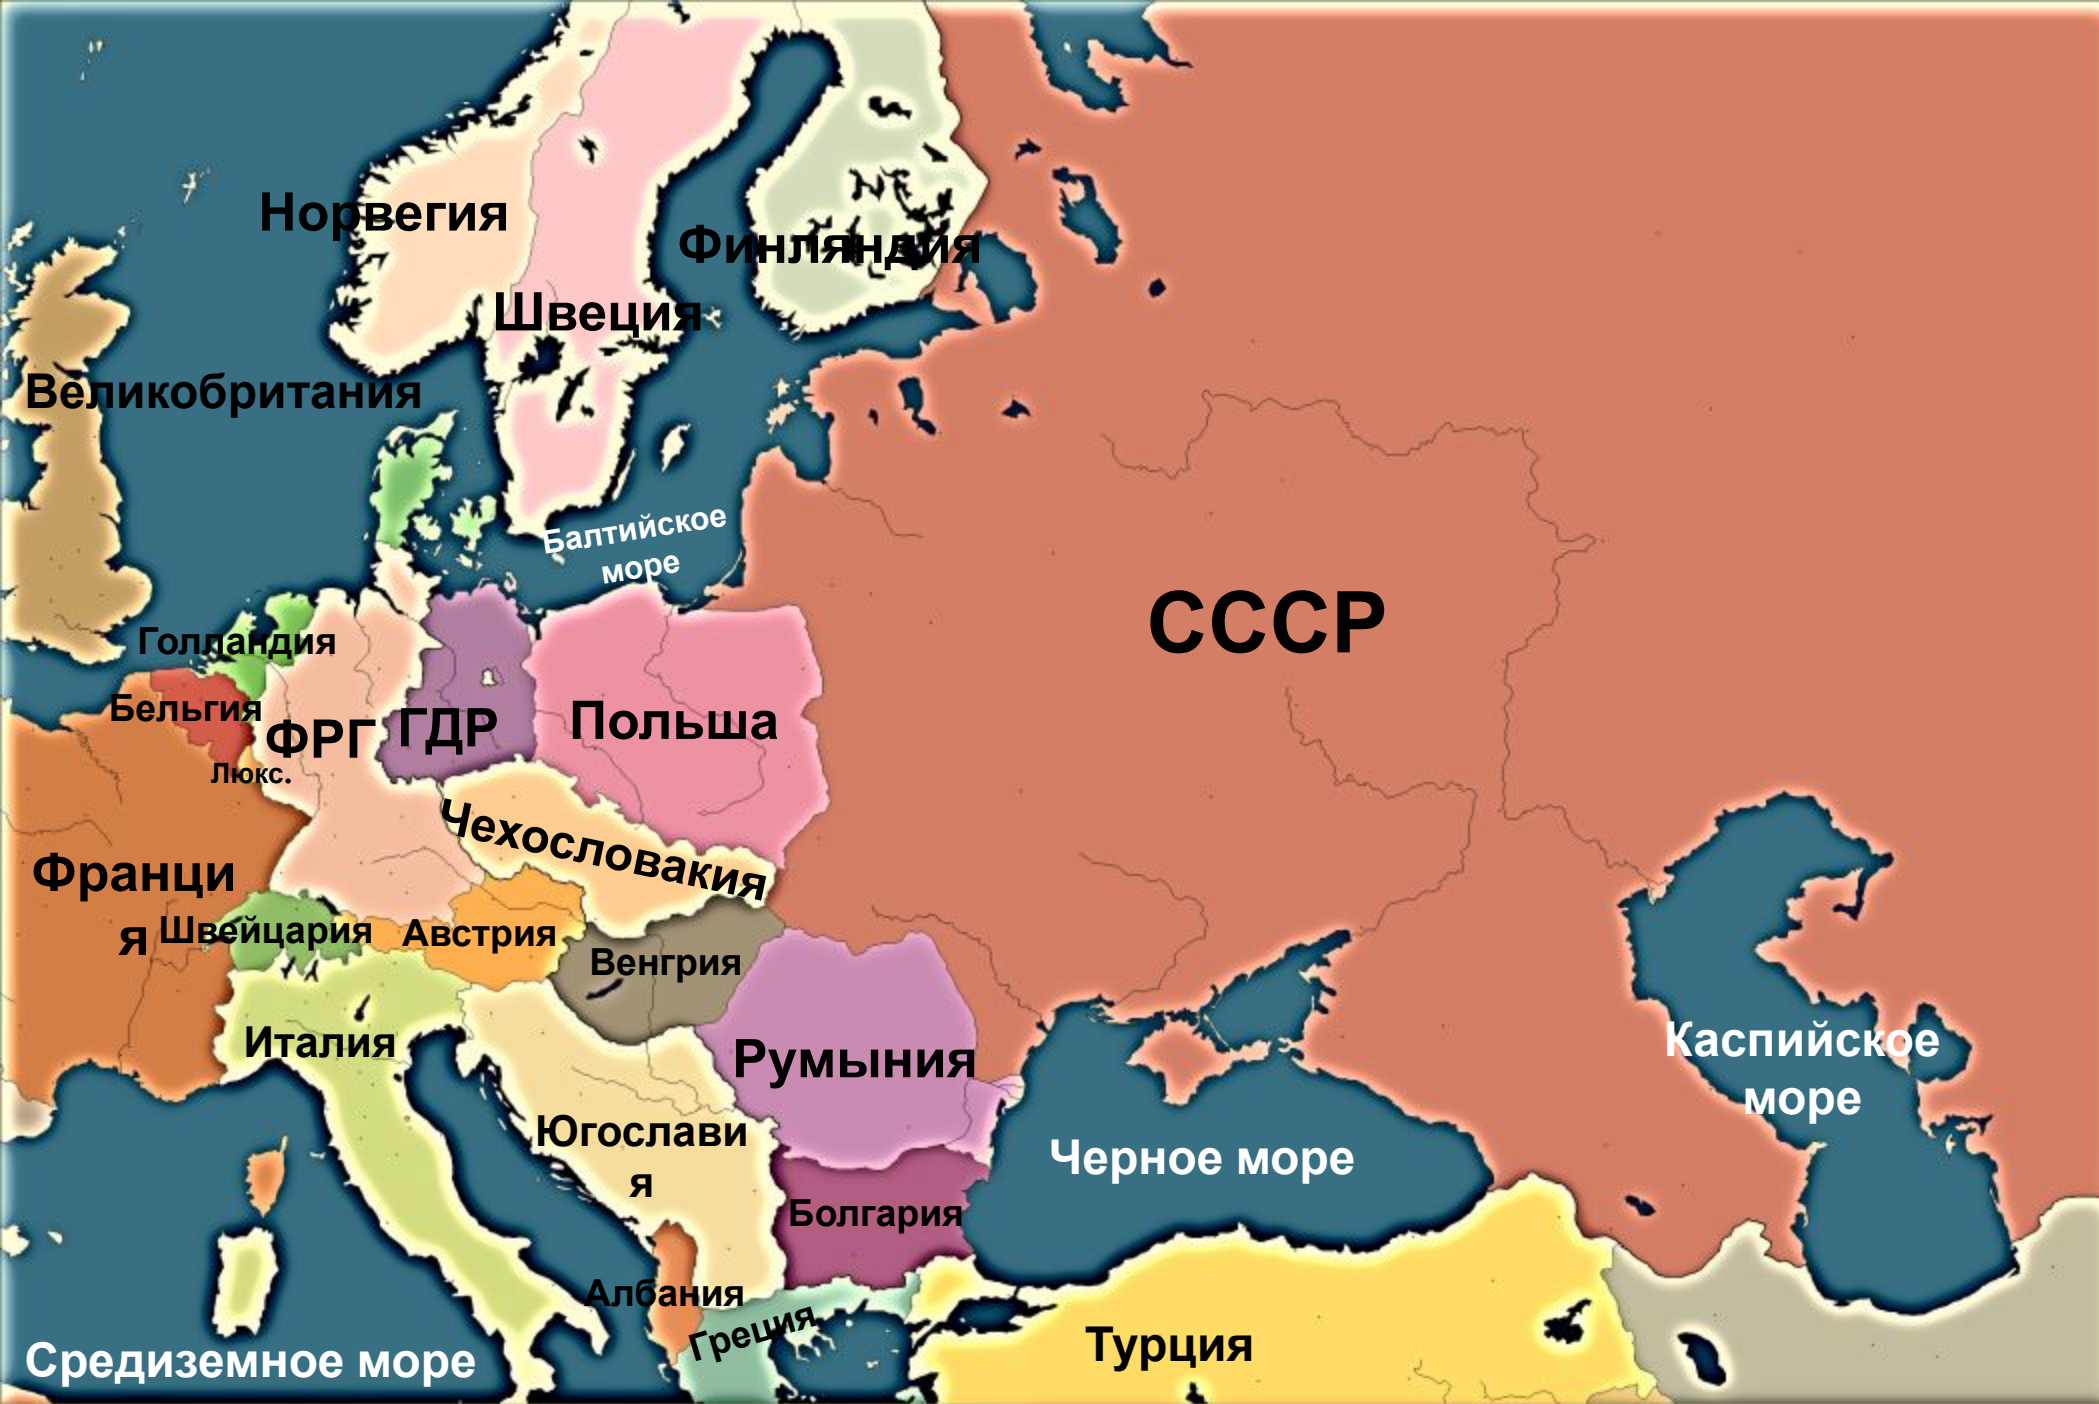 Норвегия
Финляндия
Швеция
Великобритания
Балтийское
море
СССР
Голландия
Бельгия
ФРГ
ГДР
Польша
Люкс.
Чехословакия
Франци
я
Швейцария
Австрия
Венгрия
Италия
Румыния
Каспийское
море
Югослави
я
Черное море
Болгария
Албания
Греция
Турция
Средиземное море